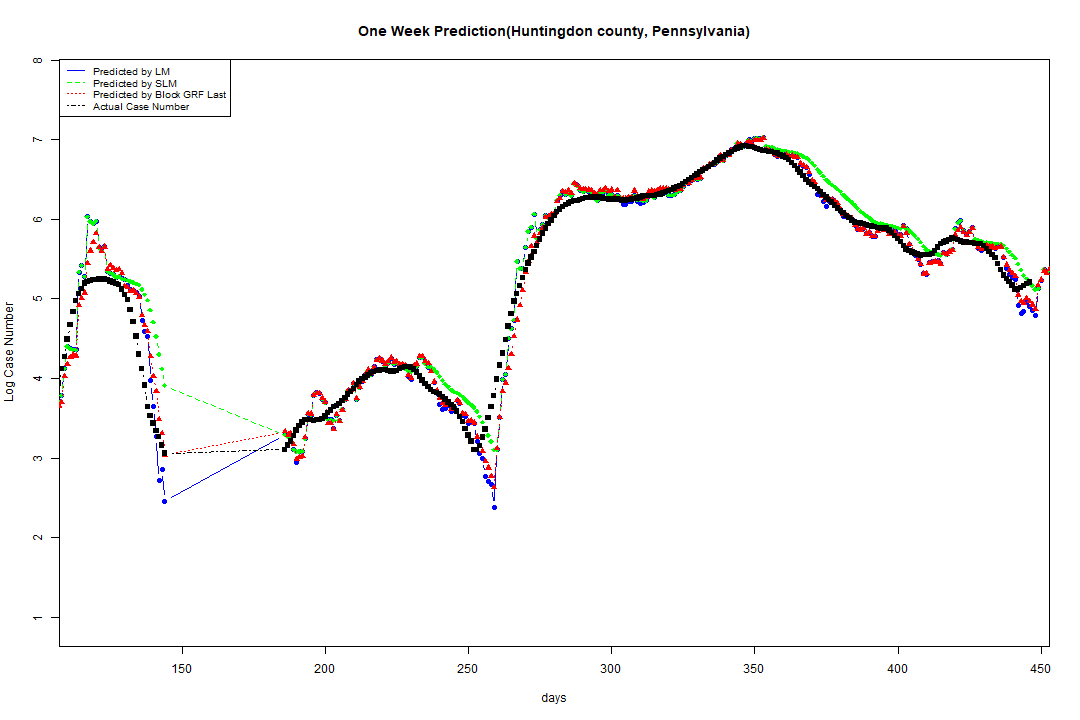 One Week Prediction(Huntingdon county, Pennsylvania)
Predicted by LM
Predicted by SLM
Predicted by Block GRF Last
Actual Case Number
Log Case Number
8
7
6
5
4
3
2
1
150 200 250 300 350 400 450
days